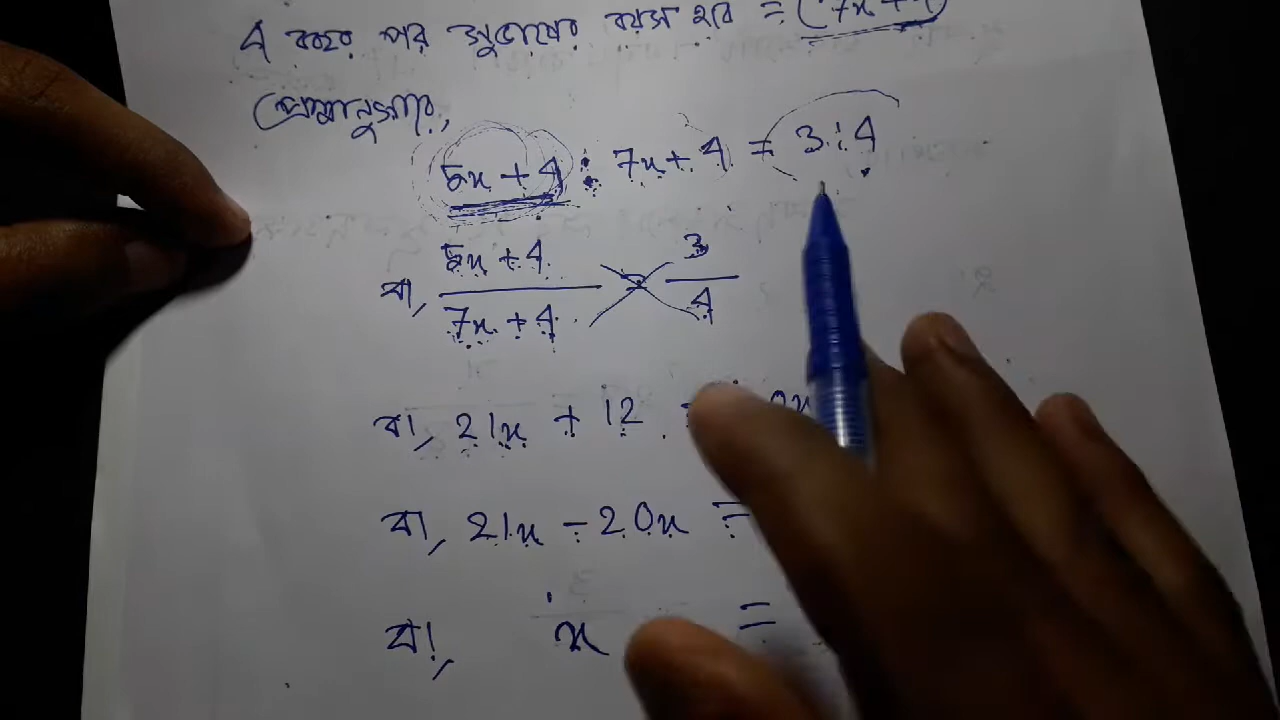 4 বছর পর সুভাষের বয়স হবে = (7x+4)
প্রশ্নানুসারে,
5x + 4 : 7x + 4 = 3 : 4
বা, 5x + 4 / 7x + 4 = 3 / 4
বা, 21x + 12
বা, 21x - 20x =
বা, x =